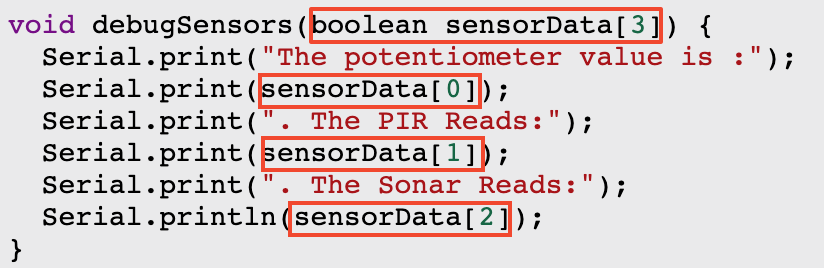 void debugSensors(boolean sensorData[3]) {
  Serial.print("The potentiometer value is :");
  Serial.print(sensorData[0]);
  Serial.print(". The PIR Reads:");
  Serial.print(sensorData[1]);
  Serial.print(". The Sonar Reads:");
  Serial.println(sensorData[2]);
}